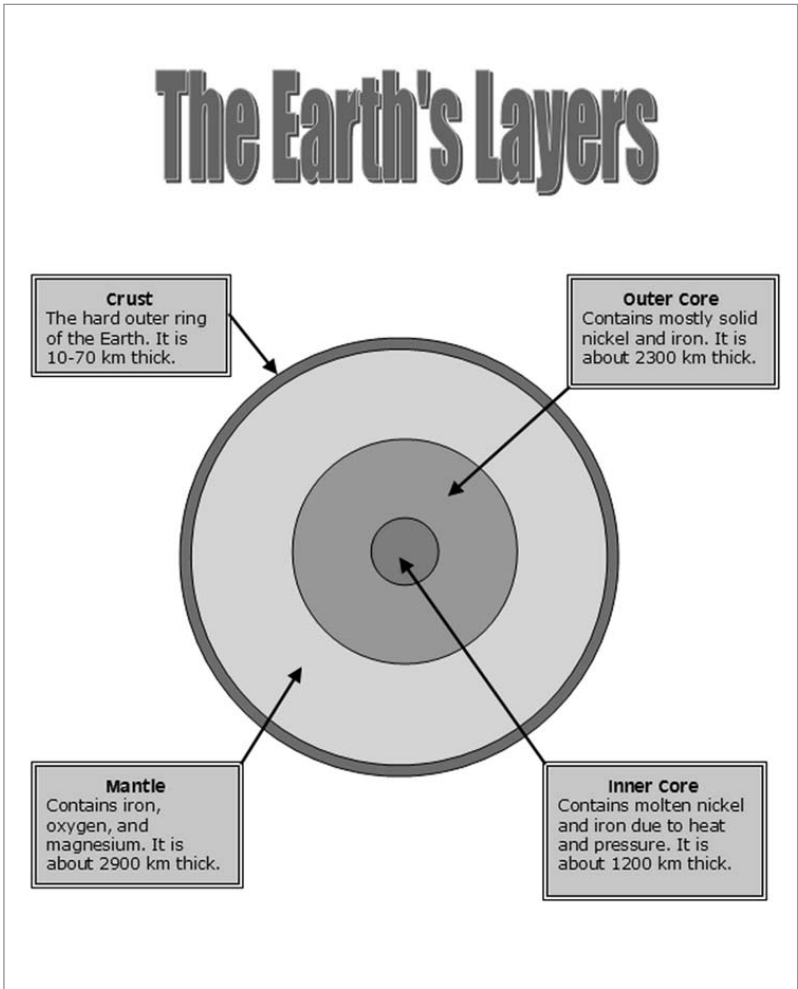 The Earth's Layers
Crust
The hard outer ring
of the Earth. It is
10-70 km thick.
Outer Core
Contains mostly solid
nickel and iron. It is
about 2300 km thick.
Mantle
Contains iron,
oxygen, and
magnesium. It is
about 2900 km thick.
Inner Core
Contains molten nickel
and iron due to heat
and pressure. It is
about 1200 km thick.